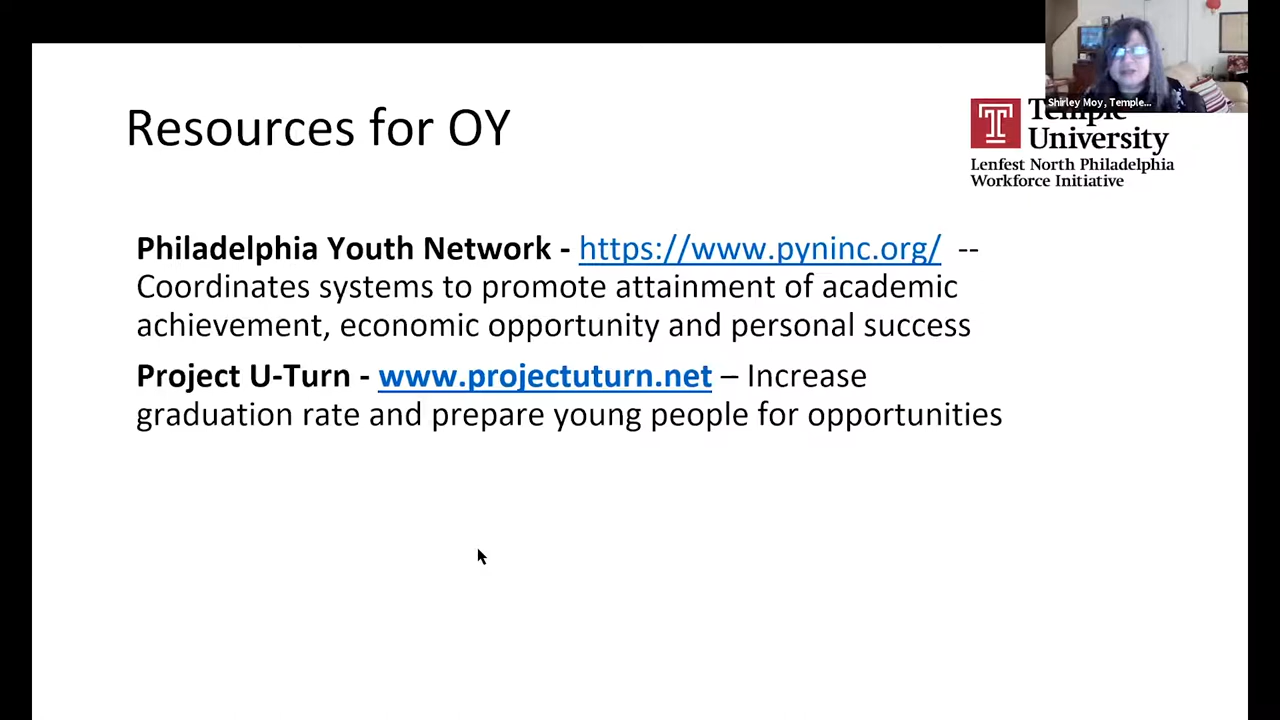 Resources for OY
Shirley Moy, Temple...
Temple
University
Lenfest North Philadelphia
Workforce Initiative
Philadelphia Youth Network - https://www.pyninc.org/ --
Coordinates systems to promote attainment of academic
achievement, economic opportunity and personal success
Project U-Turn - www.projectuturn.net – Increase
graduation rate and prepare young people for opportunities